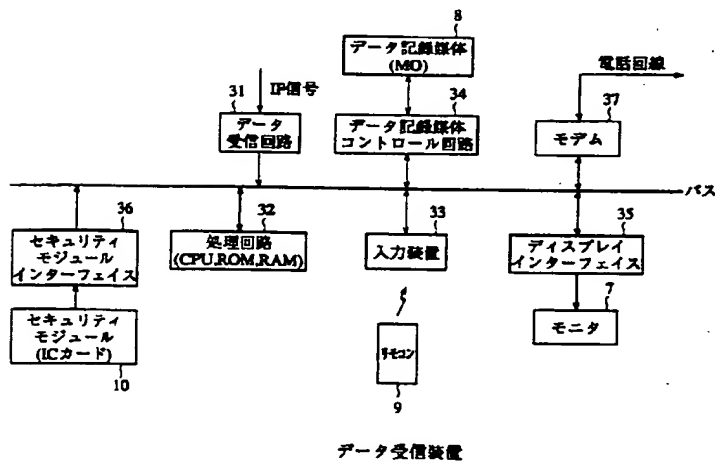 8
データ記録媒体
(MO)
電話回線
31
IP信号
34
37
データ
受信回路
データ記録媒体
コントロール回路
モデム
バス
36
32
33
35
セキュリティ
モジュール
インターフェイス
処理回路
(CPU,ROM,RAM)
入力装置
ディスプレイ
インターフェイス
7
セキュリティ
モジュール
(ICカード)
リモコン
モニタ
10
9
データ受信装置